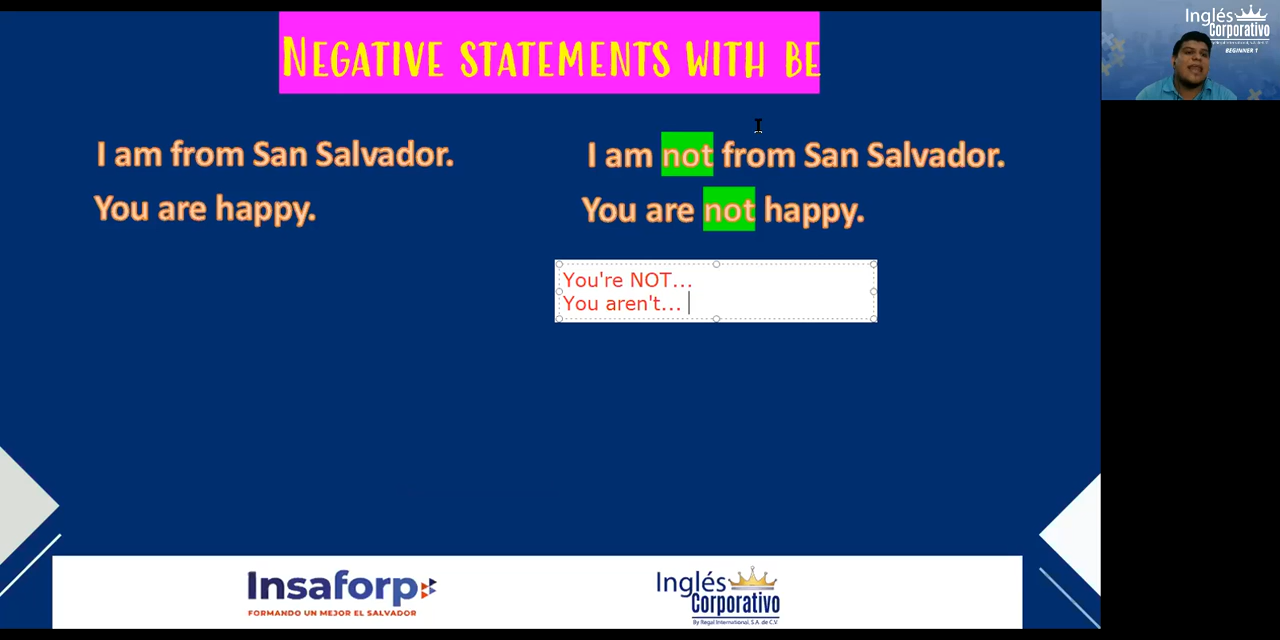 NEGATIVE STATEMENTS WITH BE
I am from San Salvador.
You are happy.
I am not from San Salvador.
You are not happy.
You're NOT...
You aren't...
Insaforp
FORMANDO UN MEJOR EL SALVADOR
Inglés
Corporativo
By Regal International, S.A. de C.V.
Inglés
Corporativo
BEGINNER 1